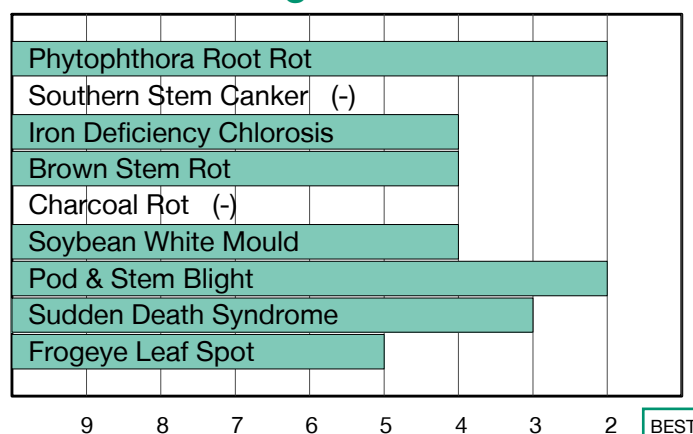 Phytophthora Root Rot
Southern Stem Canker (-)
Iron Deficiency Chlorosis
Brown Stem Rot
Charcoal Rot (-)
Soybean White Mould
Pod & Stem Blight
Sudden Death Syndrome
Frogeye Leaf Spot
9 8 7 6 5 4 3 2 BEST